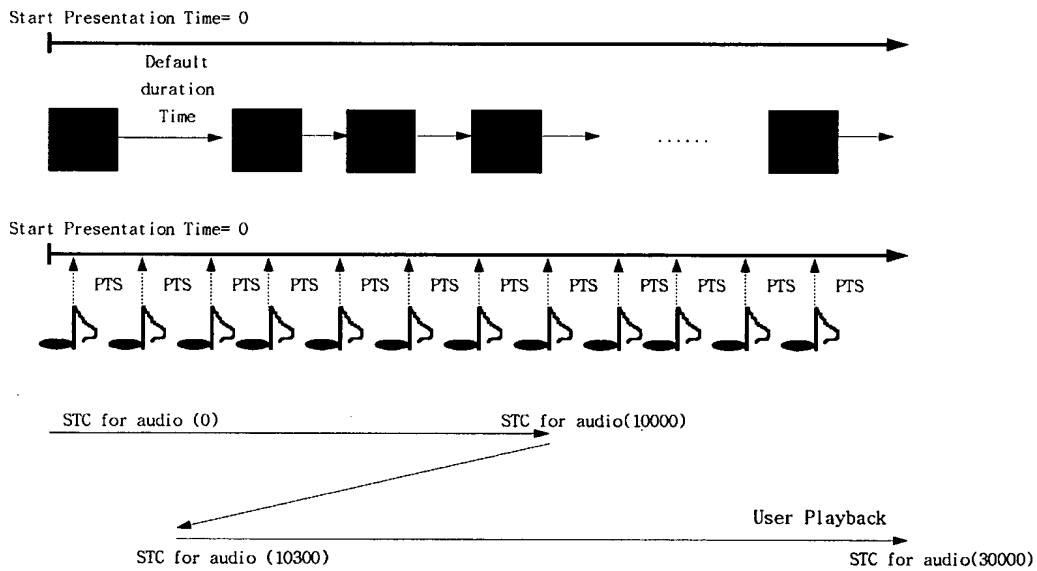 Start Presentation Time= 0
Default
duration
Time
......
Start Presentation Time= 0
PTS PTS PTS PTS PTS PTS PTS PTS PTS PTS PTS PTS
STC for audio (0) STC for audio(10000)
User Playback
STC for audio (10300) STC for audio(30000)